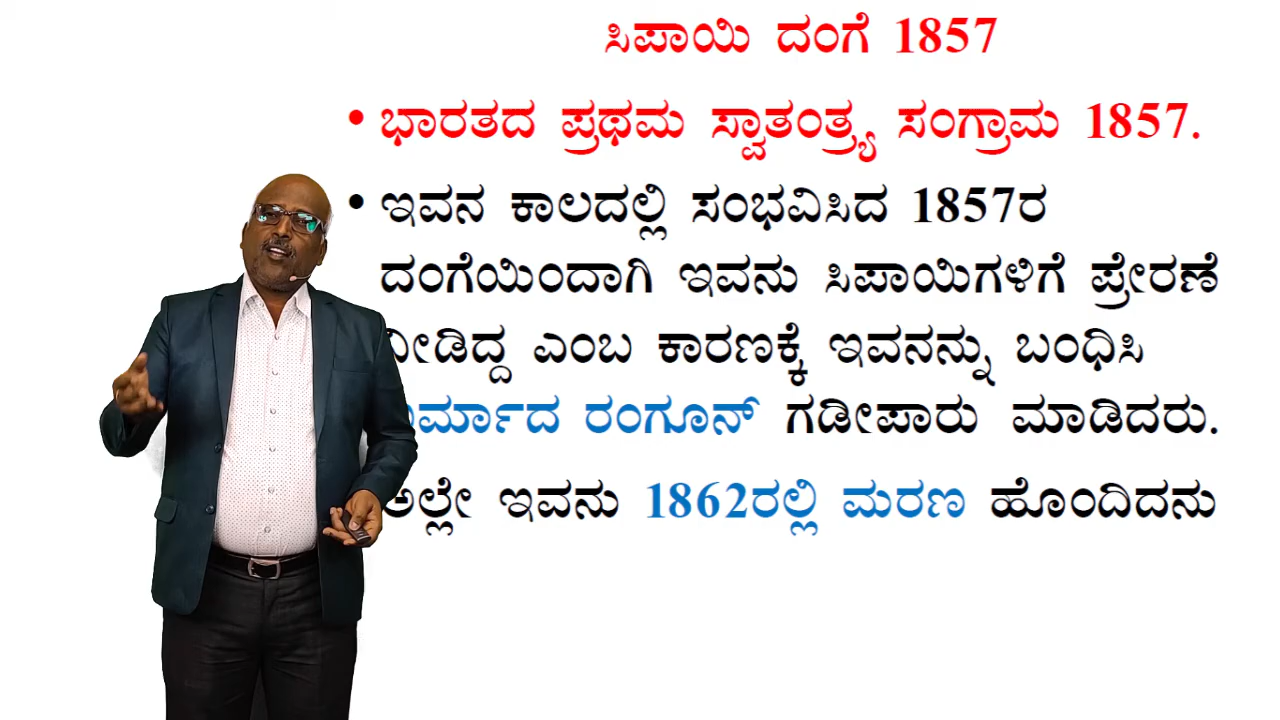 ಸಿಪಾಯಿ ದಂಗೆ 1857
• ಭಾರತದ ಪ್ರಥಮ ಸ್ವಾತಂತ್ರ್ಯ ಸಂಗ್ರಾಮ 1857.
• ಇವನ ಕಾಲದಲ್ಲಿ ಸಂಭವಿಸಿದ 1857ರ
ದಂಗೆಯಿಂದಾಗಿ ಇವನು ಸಿಪಾಯಿಗಳಿಗೆ ಪ್ರೇರಣೆ
ನೀಡಿದ್ದ ಎಂಬ ಕಾರಣಕ್ಕೆ ಇವನನ್ನು ಬಂಧಿಸಿ
ಬರ್ಮಾದ ರಂಗೂನ್ ಗಡೀಪಾರು ಮಾಡಿದರು.
ಅಲ್ಲೇ ಇವನು 1862ರಲ್ಲಿ ಮರಣ ಹೊಂದಿದನು